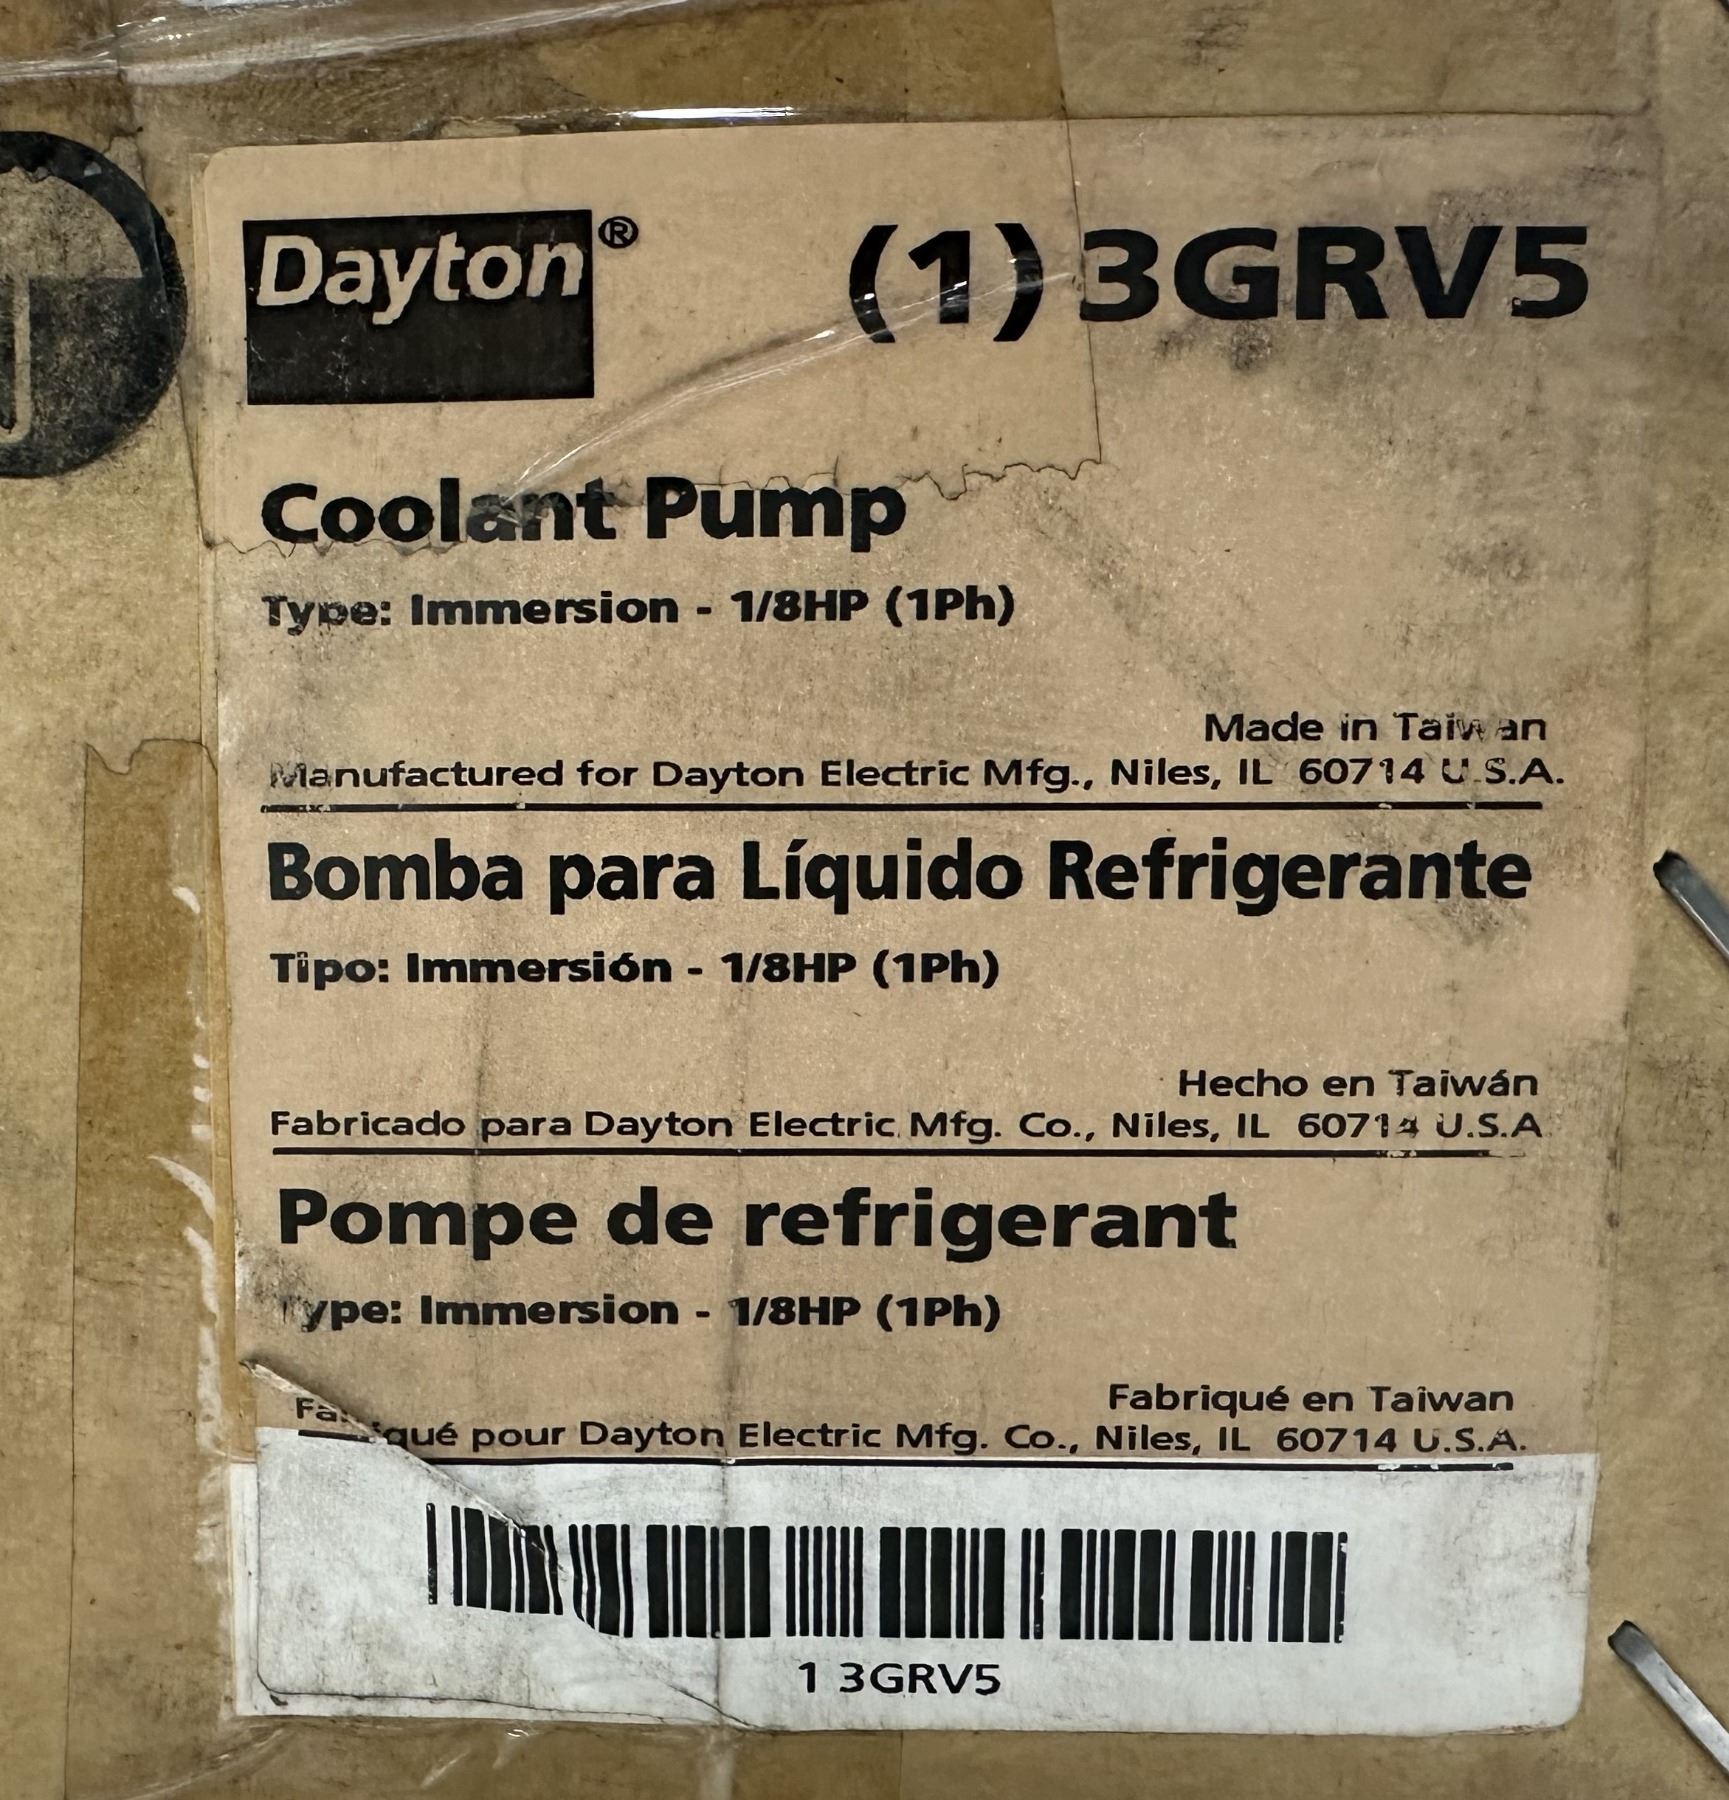 Dayton® (1) 3GRV5
Coolant Pump
Type: Immersion - 1/8HP (1Ph)
Made in Taiwan
Manufactured for Dayton Electric Mfg., Niles, IL 60714 U.S.A.
Bomba para Líquido Refrigerante
Tipo: Immersión - 1/8HP (1Ph)
Hecho en Taiwán
Fabricado para Dayton Electric Mfg. Co., Niles, IL 60714 U.S.A
Pompe de refrigerant
Type: Immersion - 1/8HP (1Ph)
Fabriqué en Taiwan
Fabriqué pour Dayton Electric Mfg. Co., Niles, IL 60714 U.S.A.
1 3GRV5